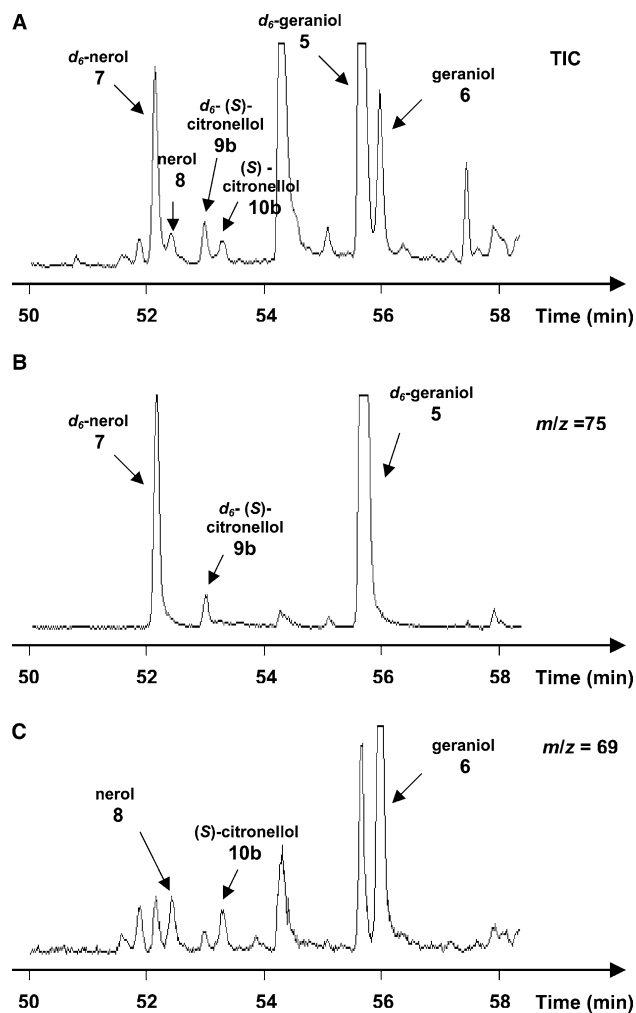 A
d6-geraniol
5
TIC
d6-nerol
7
geraniol
6
d6- (S)-
citronellol
9b
nerol
8
(S) -
citronellol
10b
50 52 54 56 58 Time (min)
B
d6-geraniol
5
m/z =75
d6-nerol
7
d6- (S)-
citronellol
9b
50 52 54 56 58 Time (min)
C
geraniol
6
m/z = 69
nerol
8
(S)-citronellol
10b
50 52 54 56 58 Time (min)